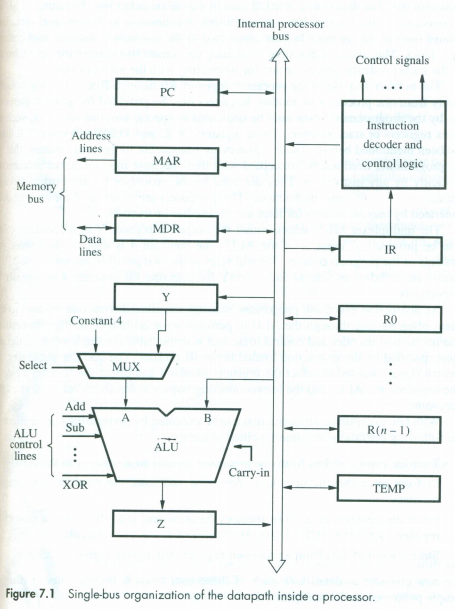 Internal processor
bus
Control signals
...
PC
Instruction
decoder and
control logic
Address
lines
MAR
Memory
bus
MDR
Data
lines
IR
Y
Constant 4
R0
Select
MUX
Add
A
B
Sub
ALU
control
lines
ALU
R(n – 1)
Carry-in
XOR
TEMP
Z
Figure 7.1 Single-bus organization of the datapath inside a processor.